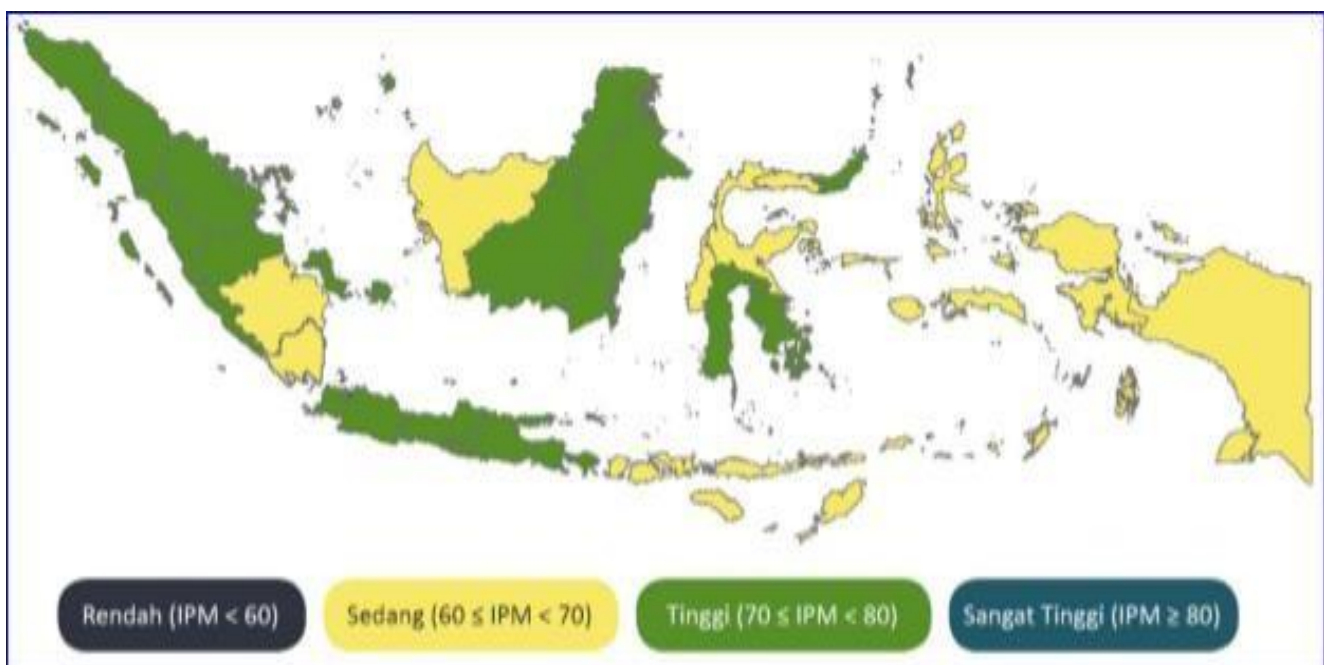 Rendah (IPM < 60)
Sedang (60 ≤ IPM < 70)
Tinggi (70 ≤ IPM < 80)
Sangat Tinggi (IPM ≥ 80)